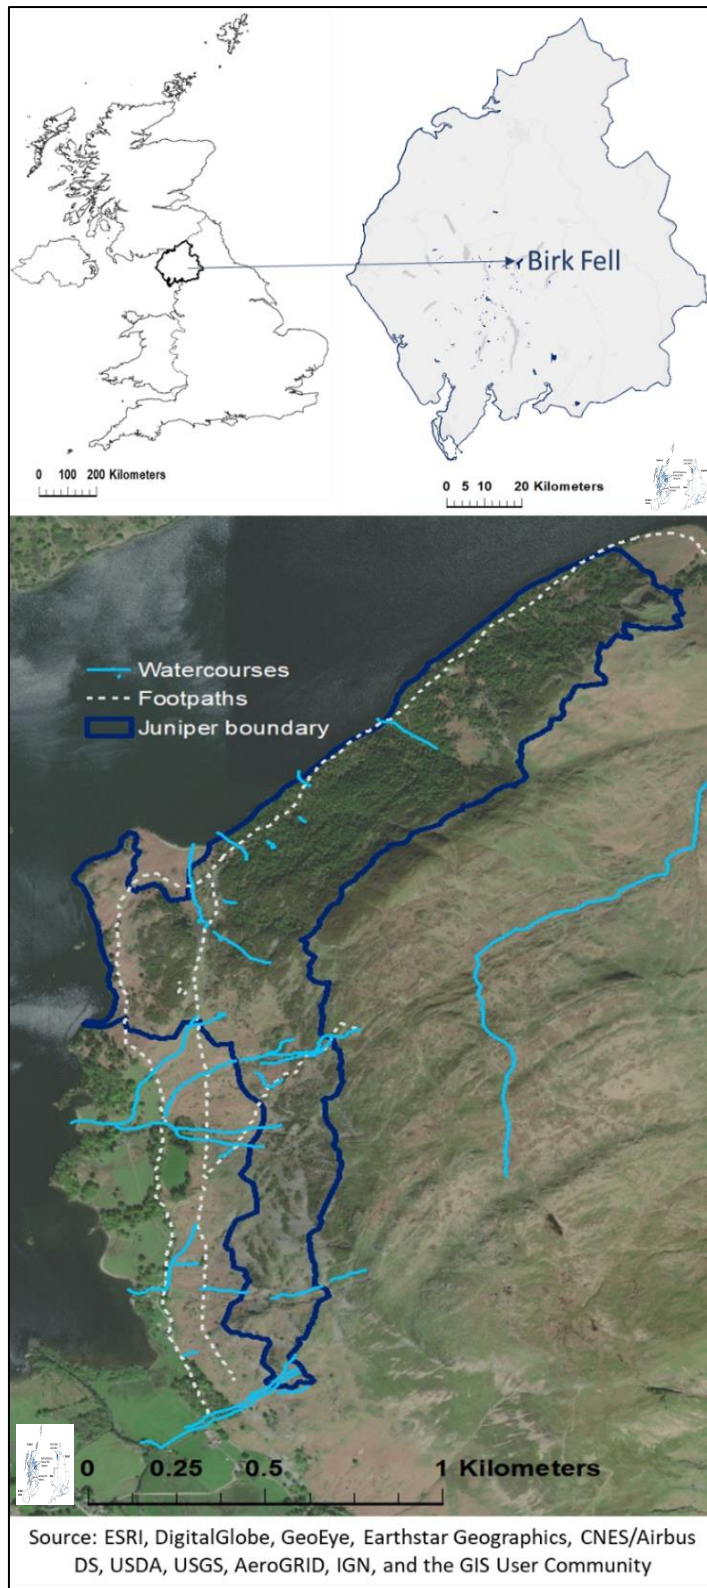 Birk Fell
0 100 200 Kilometers
0 5 10 20 Kilometers
Watercourses
Footpaths
Juniper boundary
0 0.25 0.5 1 Kilometers
Source: ESRI, DigitalGlobe, GeoEye, Earthstar Geographics, CNES/Airbus
DS, USDA, USGS, AeroGRID, IGN, and the GIS User Community